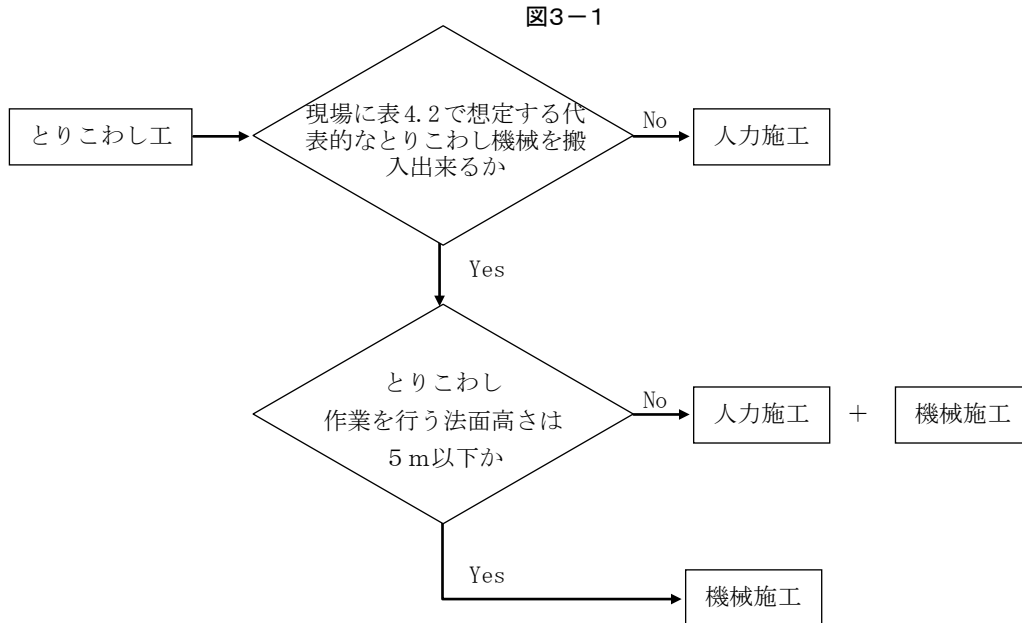 図3－1
現場に表4.2で想定する代
表的なとりこわし機械を搬
入出来るか
とりこわし工
No
人力施工
Yes
とりこわし
作業を行う法面高さは
５ｍ以下か
No
人力施工 ＋ 機械施工
Yes
機械施工